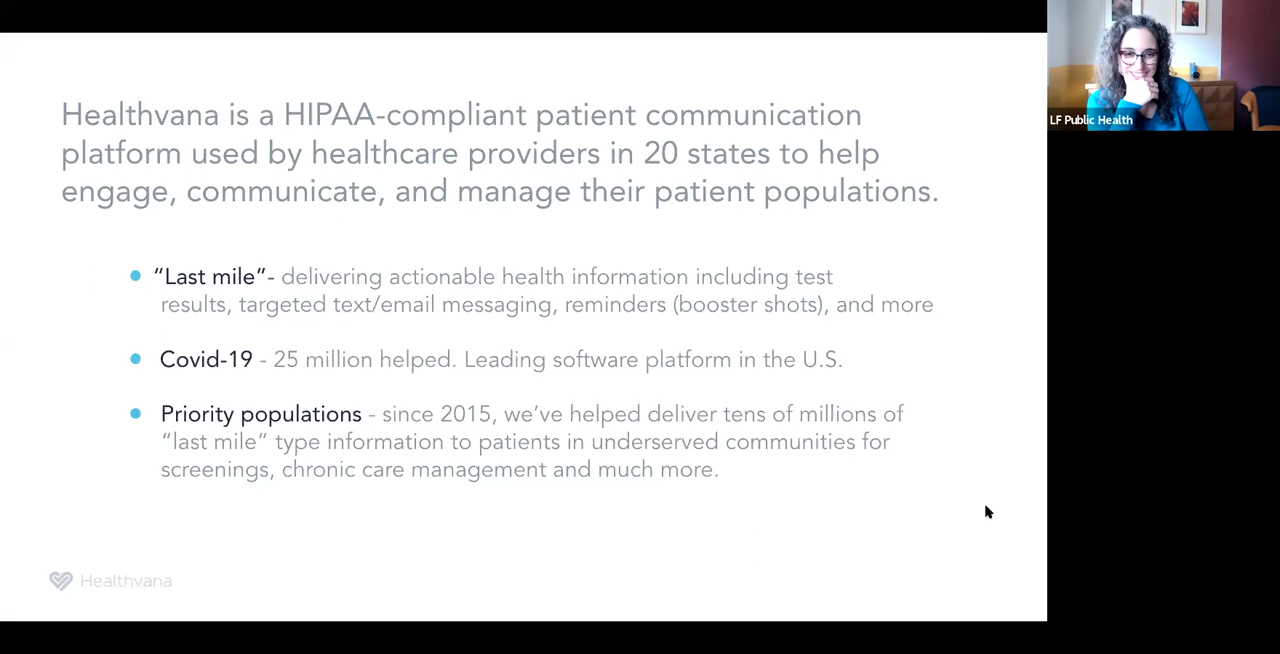 Healthvana is a HIPAA-compliant patient communication
platform used by healthcare providers in 20 states to help
engage, communicate, and manage their patient populations.
“Last mile”- delivering actionable health information including test
results, targeted text/email messaging, reminders (booster shots), and more
Covid-19 - 25 million helped. Leading software platform in the U.S.
Priority populations - since 2015, we’ve helped deliver tens of millions of
“last mile” type information to patients in underserved communities for
screenings, chronic care management and much more.
Healthvana
LF Public Health